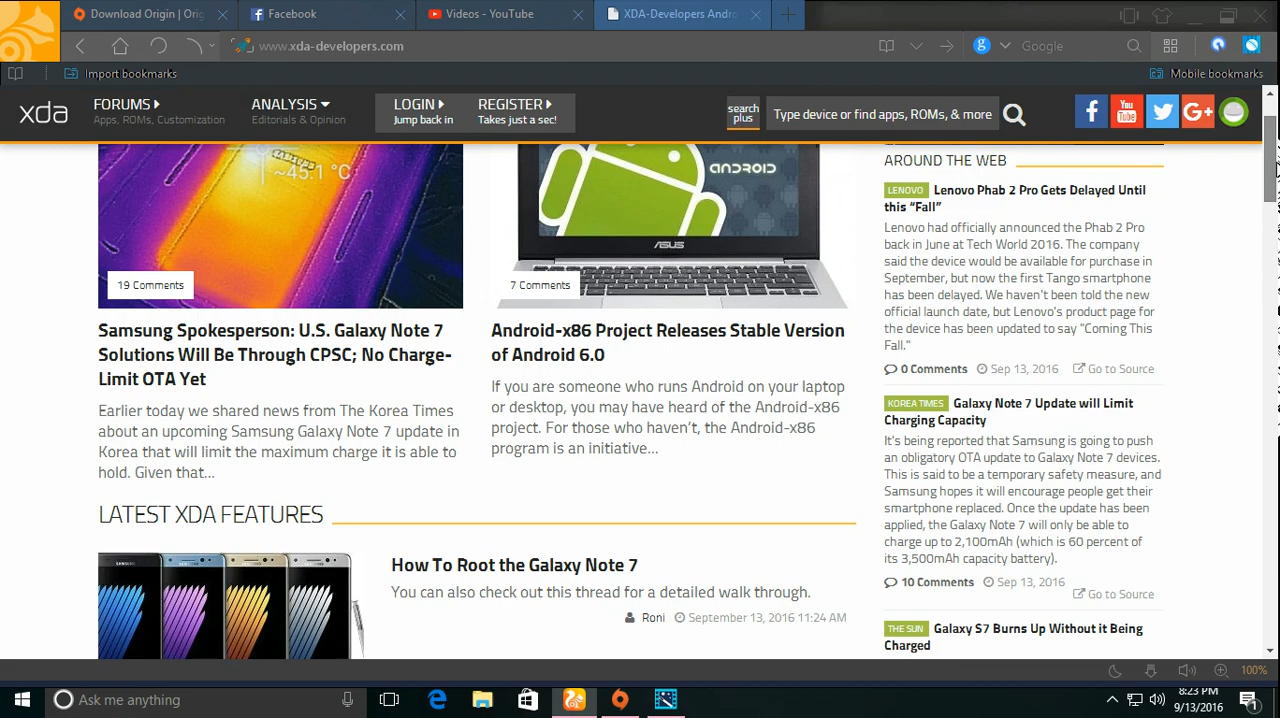 Download Origin | Orig
Facebook
Videos - YouTube
XDA-Developers Andro
www.xda-developers.com
Google
Import bookmarks
Mobile bookmarks
xda
FORUMS
Apps, ROMs, Customization
ANALYSIS
Editorials & Opinion
LOGIN
Jump back in
REGISTER
Takes just a sec!
search
plus
Type device or find apps, ROMs, & more
~45.1 °C
19 Comments
Samsung Spokesperson: U.S. Galaxy Note 7
Solutions Will Be Through CPSC; No Charge-
Limit OTA Yet
Earlier today we shared news from The Korea Times
about an upcoming Samsung Galaxy Note 7 update in
Korea that will limit the maximum charge it is able to
hold. Given that...
ANDROID
ASUS
7 Comments
Android-x86 Project Releases Stable Version
of Android 6.0
If you are someone who runs Android on your laptop
or desktop, you may have heard of the Android-x86
project. For those who haven't, the Android-x86
program is an initiative...
LATEST XDA FEATURES
SAMSUNG
How To Root the Galaxy Note 7
You can also check out this thread for a detailed walk through.
Roni September 13, 2016 11:24 AM
AROUND THE WEB
LENOVO Lenovo Phab 2 Pro Gets Delayed Until
this “Fall”
Lenovo had officially announced the Phab 2 Pro
back in June at Tech World 2016. The company
said the device would be available for purchase in
September, but now the first Tango smartphone
has been delayed. We haven't been told the new
official launch date, but Lenovo's product page for
the device has been updated to say "Coming This
Fall."
0 Comments Sep 13, 2016 Go to Source
KOREA TIMES Galaxy Note 7 Update will Limit
Charging Capacity
It's being reported that Samsung is going to push
an obligatory OTA update to Galaxy Note 7 devices.
This is said to be a temporary safety measure, and
Samsung hopes it will encourage people get their
smartphone replaced. Once the update has been
applied, the Galaxy Note 7 will only be able to
charge up to 2,100mAh (which is 60 percent of
its 3,500mAh capacity battery).
10 Comments Sep 13, 2016
Go to Source
THE SUN Galaxy S7 Burns Up Without it Being
Charged
100%
Ask me anything
8:23 PM
9/13/2016
1